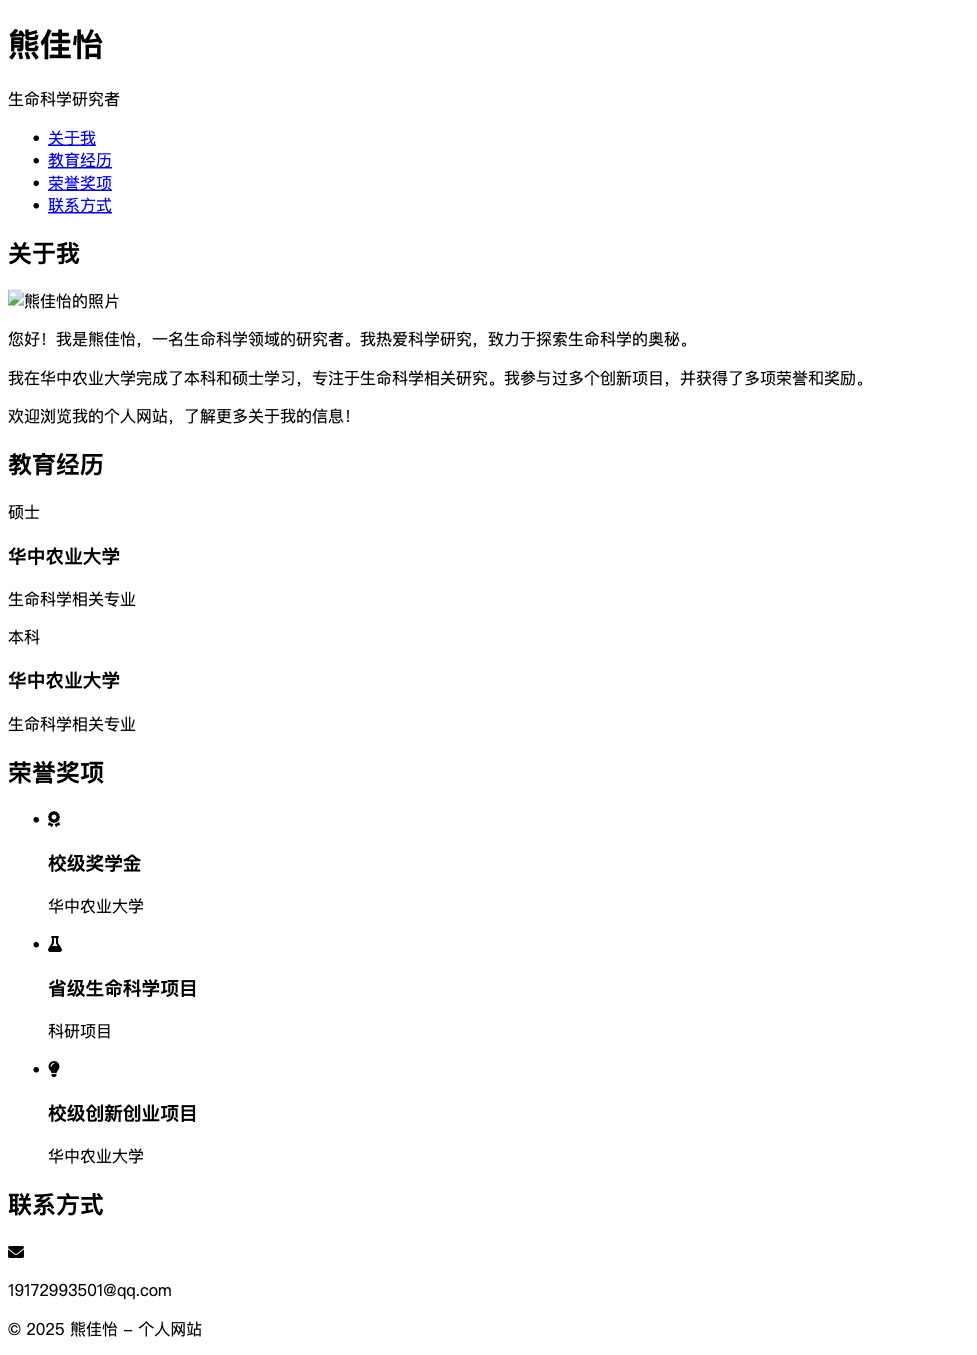 熊佳怡
生命科学研究者
关于我
教育经历
荣誉奖项
联系方式
关于我
熊佳怡的照片
您好！我是熊佳怡，一名生命科学领域的研究者。我热爱科学研究，致力于探索生命科学的奥秘。
我在华中农业大学完成了本科和硕士学习，专注于生命科学相关研究。我参与过多个创新项目，并获得了多项荣誉和奖励。
欢迎浏览我的个人网站，了解更多关于我的信息！
教育经历
硕士
华中农业大学
生命科学相关专业
本科
华中农业大学
生命科学相关专业
荣誉奖项
校级奖学金
华中农业大学
省级生命科学项目
科研项目
校级创新创业项目
华中农业大学
联系方式
19172993501@qq.com
© 2025 熊佳怡 – 个人网站